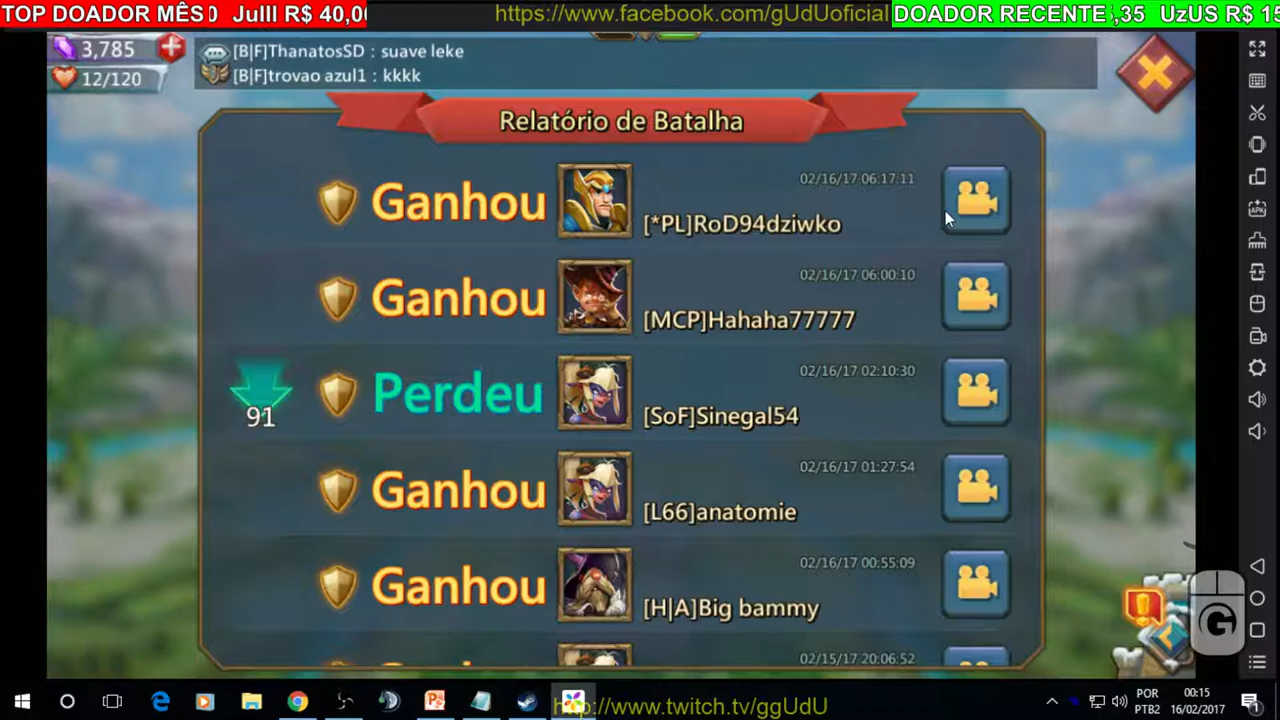 TOP DOADOR MÊS 0 JulII R$ 40,0
https://www.facebook.com/gUdUoficial
DOADOR RECENTE ,35 UzUS R$ 15
3,785
12/120
[B|F]ThanatosSD : suave leke
[B|F]trovao azul1 : kkkk
Relatório de Batalha
Ganhou
02/16/17 06:17:11
[*PL]RoD94dziwko
Ganhou
02/16/17 06:00:10
[MCP]Hahaha77777
91
Perdeu
02/16/17 02:10:30
[SoF]Sinegal54
Ganhou
02/16/17 01:27:54
[L66]anatomie
Ganhou
02/16/17 00:55:09
[H|A]Big bammy
02/15/17 20:06:52
http://www.twitch.tv/ggUdU
POR
PTB2
00:15
16/02/2017